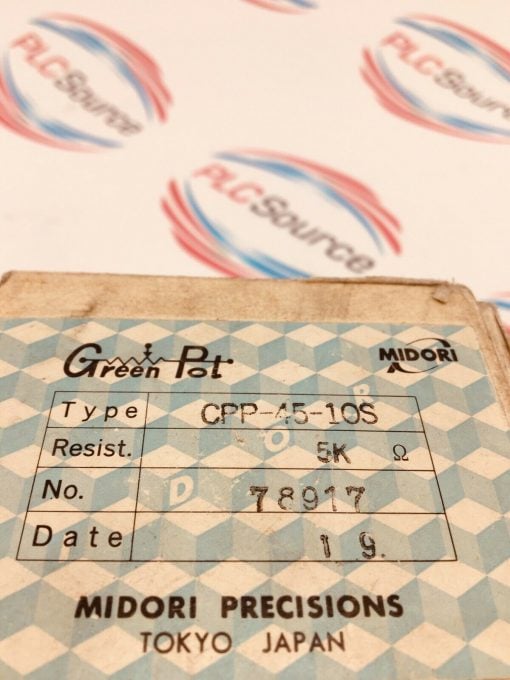 PLCSource
PLCSource
PLCSource
Green Pot
MIDORI
Type CPP-45-10S
Resist. 5K Ω
No. 78917
Date 19.
MIDORI PRECISIONS
TOKYO JAPAN